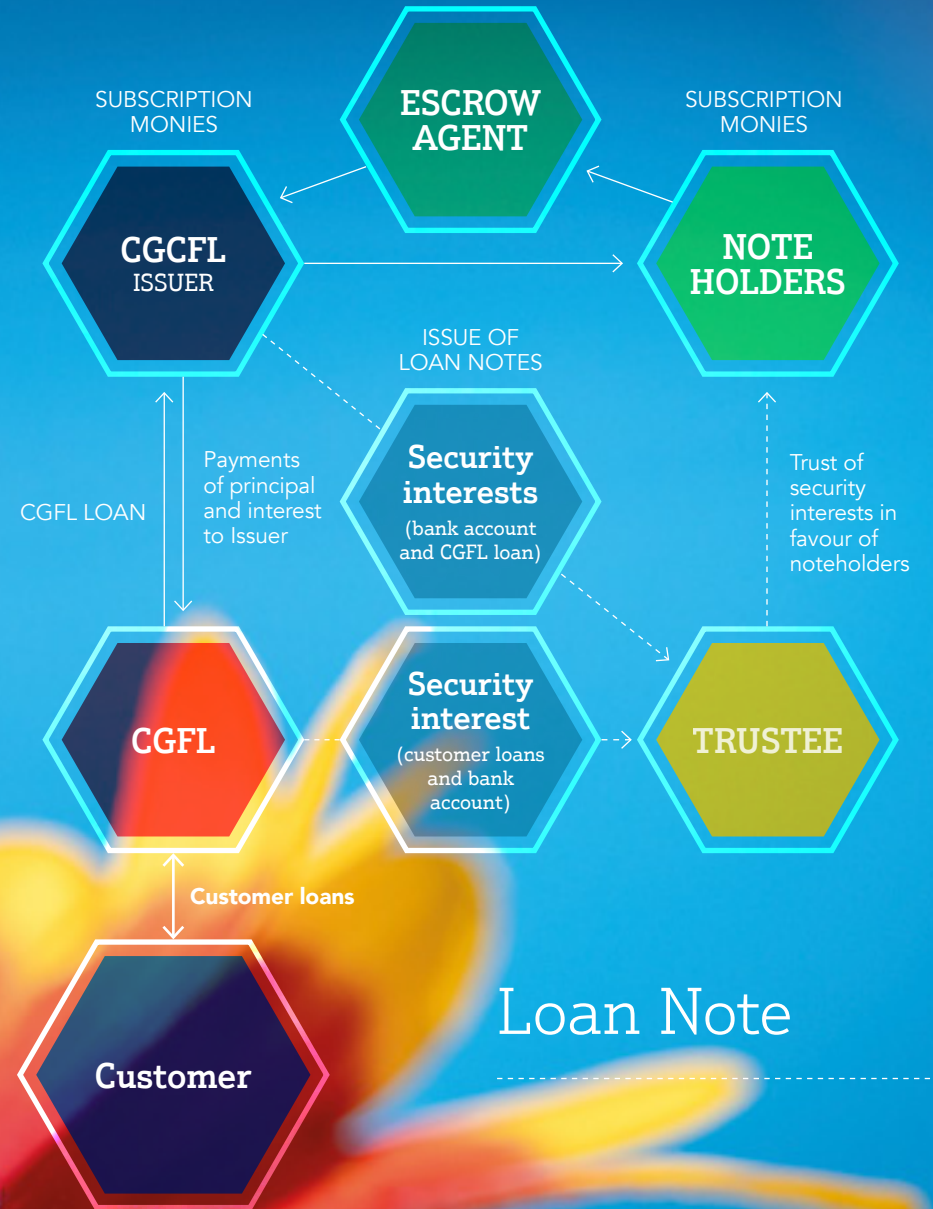 SUBSCRIPTION
MONIES
ESCROW
AGENT
SUBSCRIPTION
MONIES
CGCFL
ISSUER
NOTE
HOLDERS
ISSUE OF
LOAN NOTES
Security
interests
(bank account
and CGFL loan)
CGFL LOAN
Payments
of principal
and interest
to Issuer
Trust of
security
interests in
favour of
noteholders
CGFL
Security
interest
(customer loans
and bank
account)
TRUSTEE
Customer loans
Customer
Loan Note